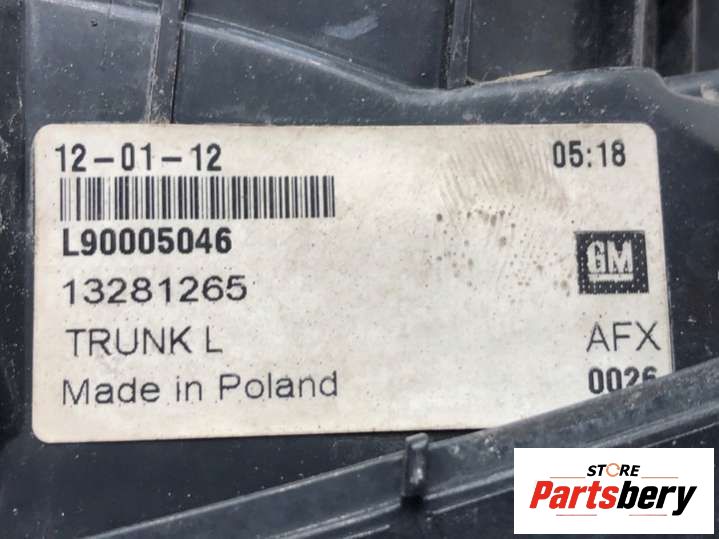 12-01-12 05:18
L90005046
13281265
GM
TRUNK L AFX
Made in Poland 0026
STORE
Partsbery